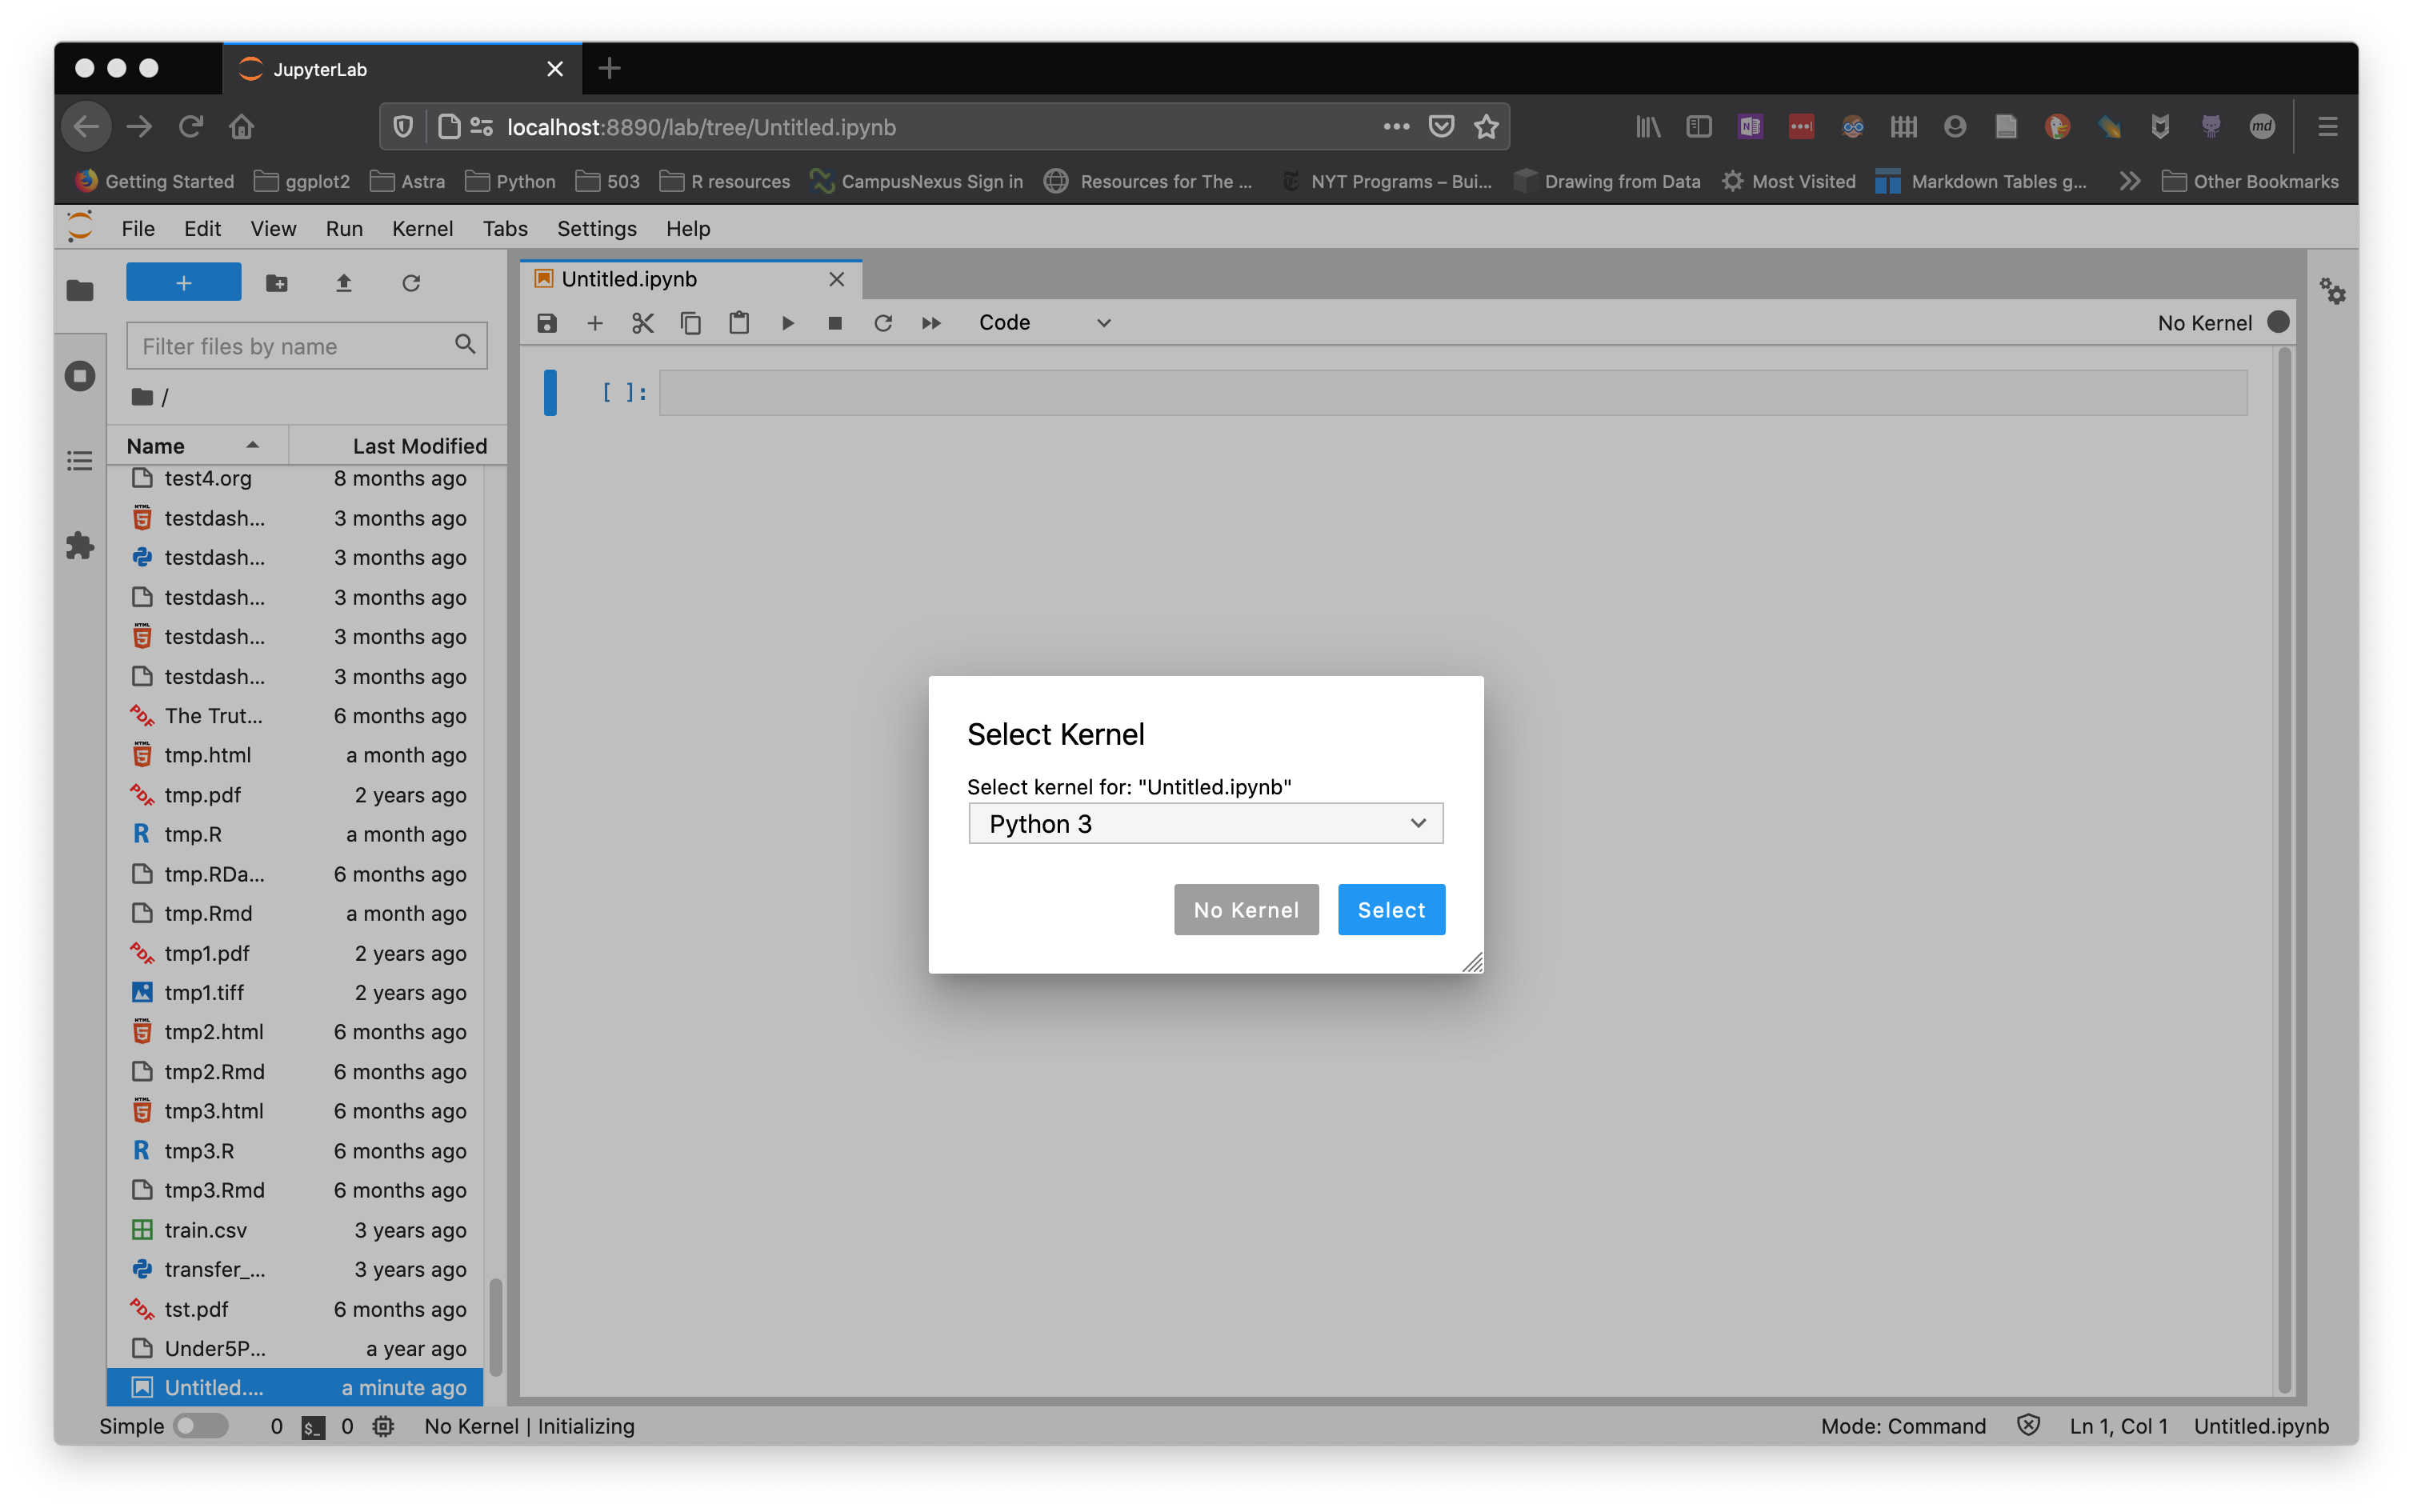 JupyterLab
localhost:8890/lab/tree/Untitled.ipynb
Getting Started ggplot2 Astra Python 503 R resources CampusNexus Sign in Resources for The ... NYT Programs – Bui... Drawing from Data Most Visited Markdown Tables g... Other Bookmarks
File Edit View Run Kernel Tabs Settings Help
Untitled.ipynb
Code
No Kernel
[ ]:
Filter files by name
/
Name Last Modified
test4.org 8 months ago
testdash... 3 months ago
testdash... 3 months ago
testdash... 3 months ago
testdash... 3 months ago
testdash... 3 months ago
The Trut... 6 months ago
tmp.html a month ago
tmp.pdf 2 years ago
tmp.R a month ago
tmp.RDa... 6 months ago
tmp.Rmd a month ago
tmp1.pdf 2 years ago
tmp1.tiff 2 years ago
tmp2.html 6 months ago
tmp2.Rmd 6 months ago
tmp3.html 6 months ago
tmp3.R 6 months ago
tmp3.Rmd 6 months ago
train.csv 3 years ago
transfer_... 3 years ago
tst.pdf 6 months ago
Under5P... a year ago
Untitled.... a minute ago
Select Kernel
Select kernel for: "Untitled.ipynb"
Python 3
No Kernel Select
Simple 0 $_ 0 No Kernel | Initializing Mode: Command Ln 1, Col 1 Untitled.ipynb